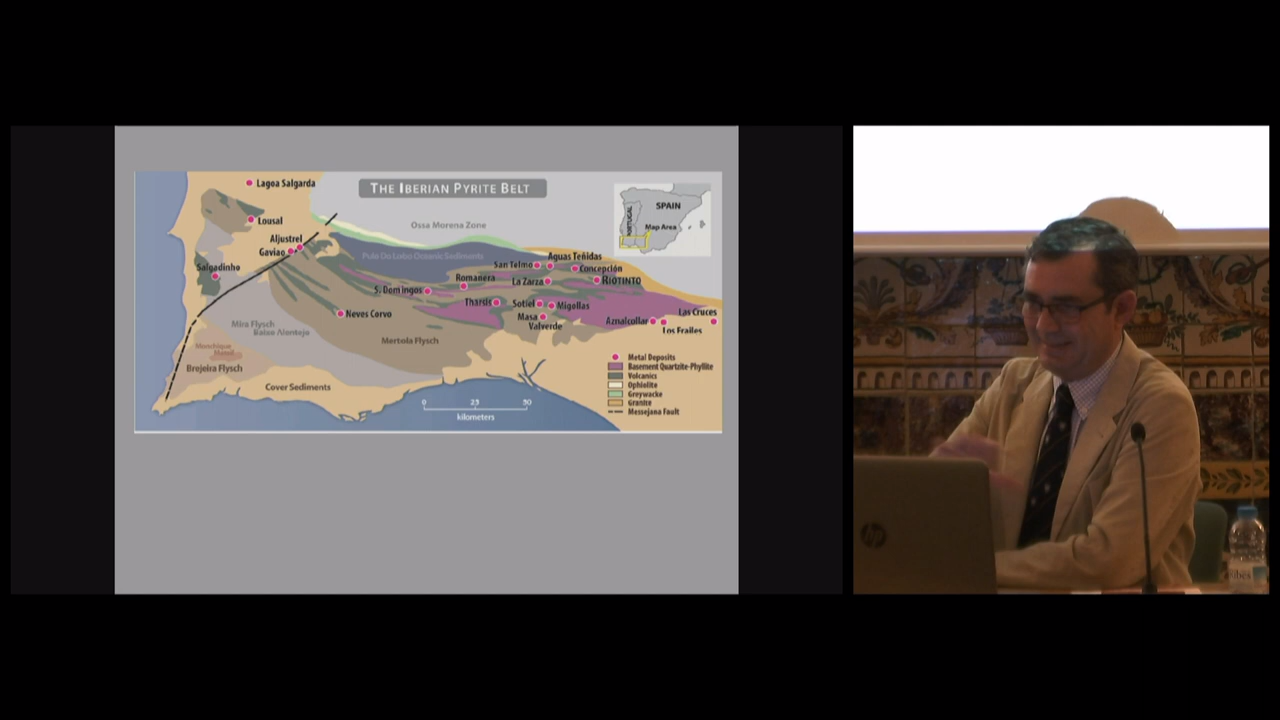 THE IBERIAN PYRITE BELT
Lagoa Salgarda
Lousal
Aljustrel
Gaviao
Salgadinho
Ossa Morena Zone
Pulo Do Lobo Oceanic Sediments
SPAIN
PORTUGAL
Map Area
San Telmo
Aguas Teñidas
Concepción
Romanera
La Zarza
RIOTINTO
S. Domingos
Tharsis
Sotiel
Migollas
Masa
Valverde
Neves Corvo
Las Cruces
Aznalcollar
Los Frailes
Mira Flysch
Baixo Alentejo
Mertola Flysch
Monchique
Brejeira Flysch
Cover Sediments
Metal Deposits
Basement Quartzite-Phyllite
Volcanics
Ophiolite
Greywacke
Granite
Messejana Fault
0 25 50
kilometers
hp